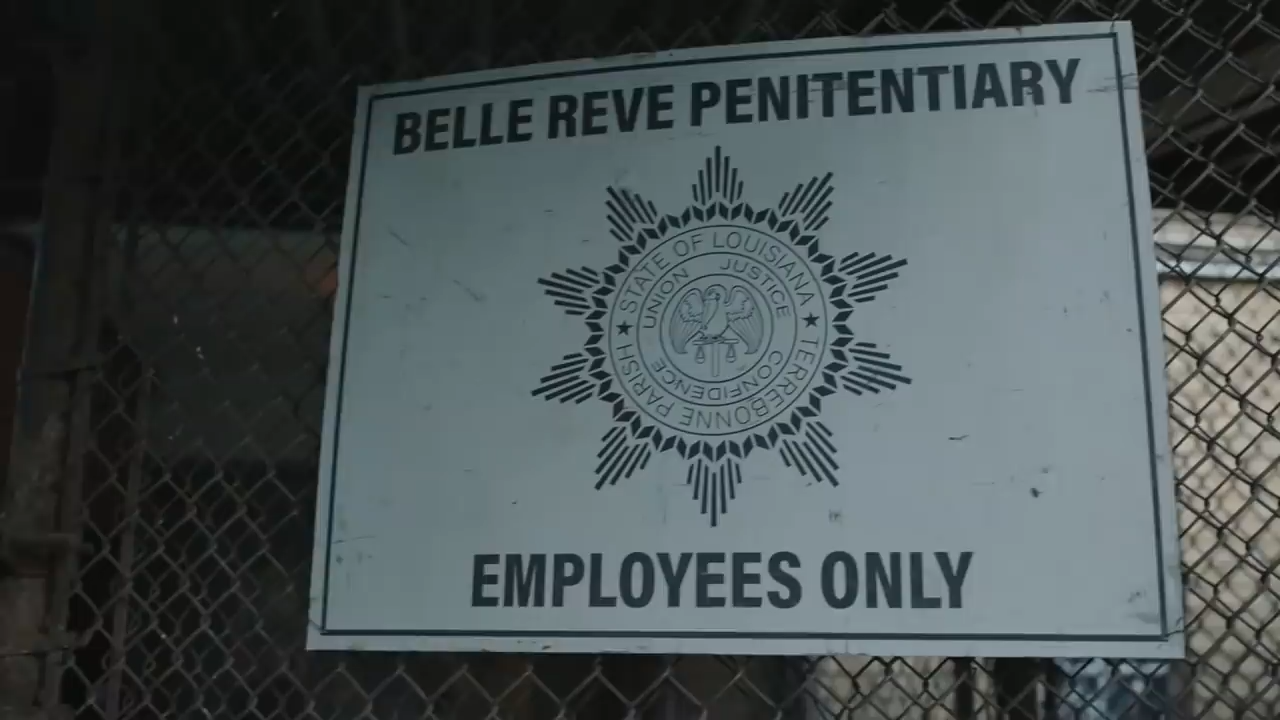 BELLE REVE PENITENTIARY
STATE OF LOUISIANA
UNION JUSTICE
CONFIDENCE
TERREBONNE PARISH
EMPLOYEES ONLY